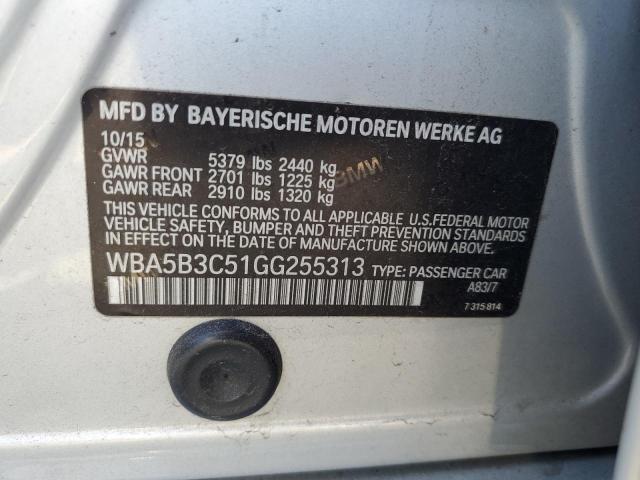 MFD BY BAYERISCHE MOTOREN WERKE AG
10/15
GVWR 5379 lbs 2440 kg
GAWR FRONT 2701 lbs 1225 kg
GAWR REAR 2910 lbs 1320 kg
BMW
THIS VEHICLE CONFORMS TO ALL APPLICABLE U.S.FEDERAL MOTOR
VEHICLE SAFETY, BUMPER AND THEFT PREVENTION STANDARDS
IN EFFECT ON THE DATE OF MANUFACTURE SHOWN ABOVE.
WBA5B3C51GG255313 TYPE: PASSENGER CAR
A83/7
7 315 814